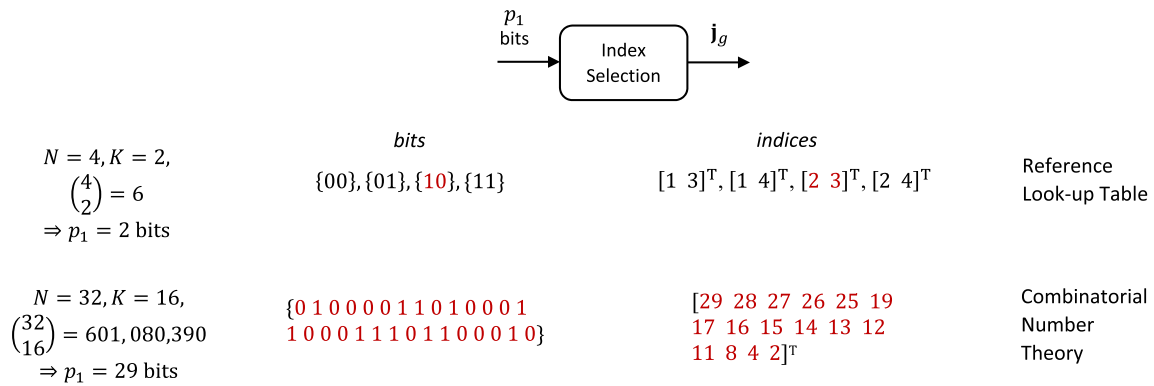 p₁
bits
Index
Selection
𝐣_g
bits
indices
N = 4, K = 2,
(4 2) = 6
⇒ p₁ = 2 bits
{00}, {01}, {10}, {11}
[1 3]ᵀ, [1 4]ᵀ, [2 3]ᵀ, [2 4]ᵀ
Reference
Look-up Table
N = 32, K = 16,
(32 16) = 601,080,390
⇒ p₁ = 29 bits
{0 1 0 0 0 0 1 1 0 1 0 0 0 1
1 0 0 0 1 1 1 0 1 1 0 0 0 1 0}
[29 28 27 26 25 19
17 16 15 14 13 12
11 8 4 2]ᵀ
Combinatorial
Number
Theory